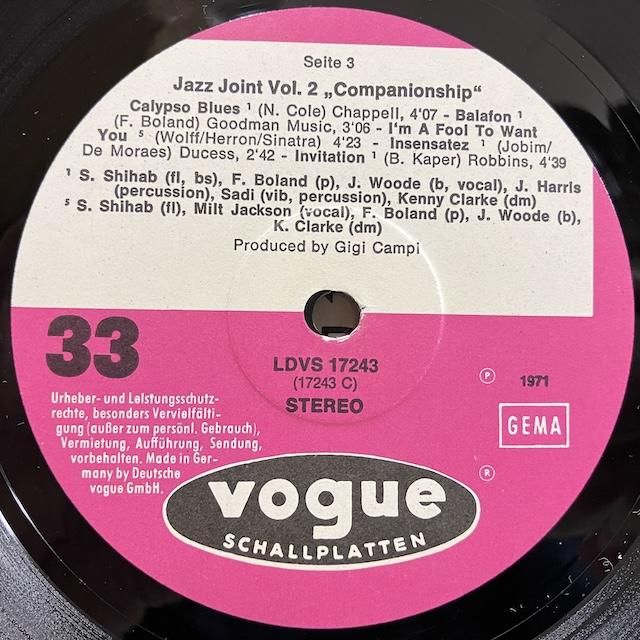 Seite 3
Jazz Joint Vol. 2 „Companionship“
Calypso Blues ¹ (N. Cole) Chappell, 4'07 - Balafon ¹
(F. Boland) Goodman Music, 3'06 - I'm A Fool To Want
You ⁵ (Wolff/Herron/Sinatra) 4'23 - Insensatez ¹ (Jobim/
De Moraes) Ducess, 2'42 - Invitation ¹ (B. Kaper) Robbins, 4'39
¹ S. Shihab (fl, bs), F. Boland (p), J. Woode (b, vocal), J. Harris
(percussion), Sadi (vib, percussion), Kenny Clarke (dm)
⁵ S. Shihab (fl), Milt Jackson (vocal), F. Boland (p), J. Woode (b),
K. Clarke (dm)
Produced by Gigi Campi
33
LDVS 17243
(17243 C)
STEREO
Ⓟ 1971
GEMA
Urheber- und Leistungsschutz-
rechte, besonders Vervielfälti-
gung (außer zum persönl. Gebrauch),
Vermietung, Aufführung, Sendung,
vorbehalten. Made in Ger-
many by Deutsche
vogue GmbH.
®
vogue
SCHALLPLATTEN